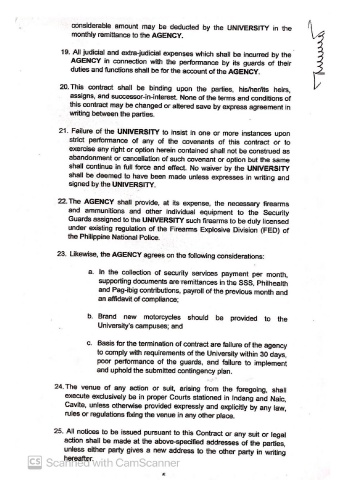 considerable amount may be deducted by the UNIVERSITY in the
monthly remittance to the AGENCY.
19. All judicial and extra-judicial expenses which shall be incurred by the
AGENCY in connection with the performance by its guards of their
duties and functions shall be for the account of the AGENCY.
20. This contract shall be binding upon the parties, his/her/its heirs,
assigns, and successor-in-interest. None of the terms and conditions of
this contract may be changed or altered save by express agreement in
writing between the parties.
21. Failure of the UNIVERSITY to insist in one or more instances upon
strict performance of any of the covenants of this contract or to
exercise any right or option herein contained shall not be construed as
abandonment or cancellation of such covenant or option but the same
shall continue in full force and effect. No waiver by the UNIVERSITY
shall be deemed to have been made unless expresses in writing and
signed by the UNIVERSITY.
22. The AGENCY shall provide, at its expense, the necessary firearms
and ammunitions and other individual equipment to the Security
Guards assigned to the UNIVERSITY such firearms to be duly licensed
under existing regulation of the Firearms Explosive Division (FED) of
the Philippine National Police.
23. Likewise, the AGENCY agrees on the following considerations:
a. In the collection of security services payment per month,
supporting documents are remittances in the SSS, Philhealth
and Pag-ibig contributions, payroll of the previous month and
an affidavit of compliance;
b. Brand new motorcycles should be provided to the
University's campuses; and
c. Basis for the termination of contract are failure of the agency
to comply with requirements of the University within 30 days,
poor performance of the guards, and failure to implement
and uphold the submitted contingency plan.
24. The venue of any action or suit, arising from the foregoing, shall
execute exclusively be in proper Courts stationed in Indang and Naic,
Cavite, unless otherwise provided expressly and explicitly by any law,
rules or regulations fixing the venue in any other place.
25. All notices to be issued pursuant to this Contract or any suit or legal
action shall be made at the above-specified addresses of the parties,
unless either party gives a new address to the other party in writing
hereafter.
CS Scanned with CamScanner